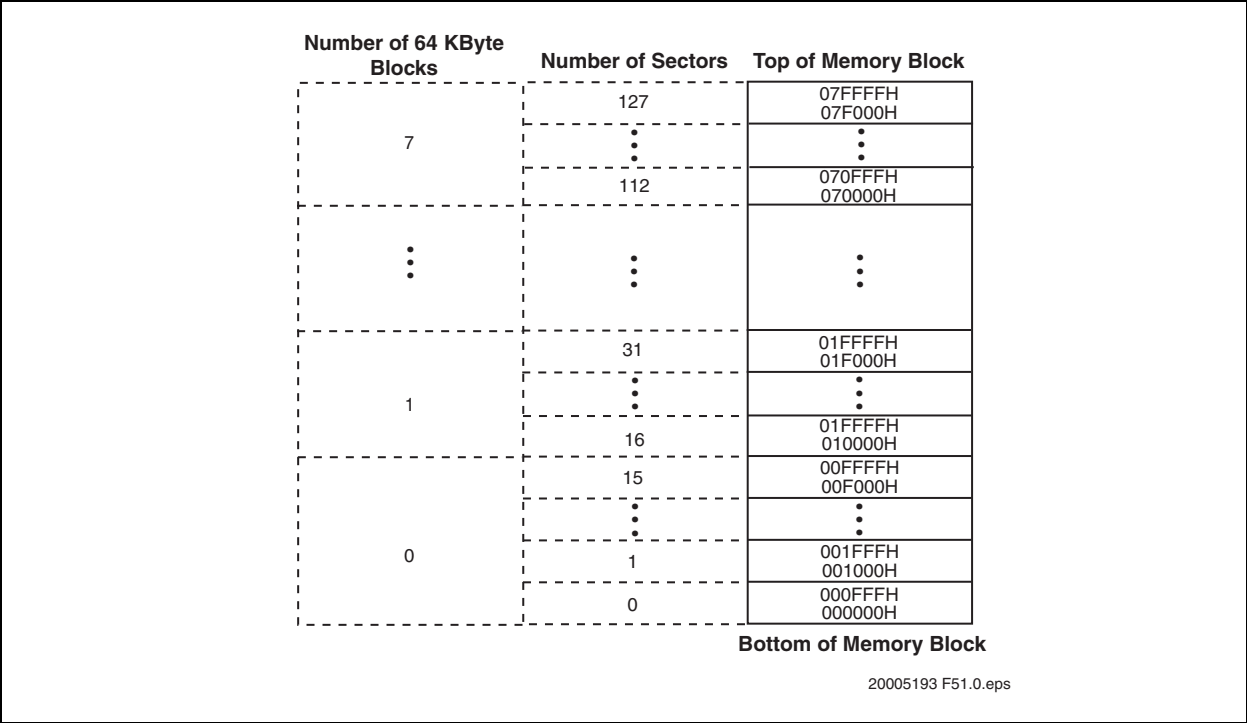 Number of 64 KByte
Blocks
Number of Sectors
Top of Memory Block
7
127
07FFFFH
07F000H
112
070FFFH
070000H
1
31
01FFFFH
01F000H
16
01FFFFH
010000H
0
15
00FFFFH
00F000H
1
001FFFH
001000H
0
000FFFH
000000H
Bottom of Memory Block
20005193 F51.0.eps